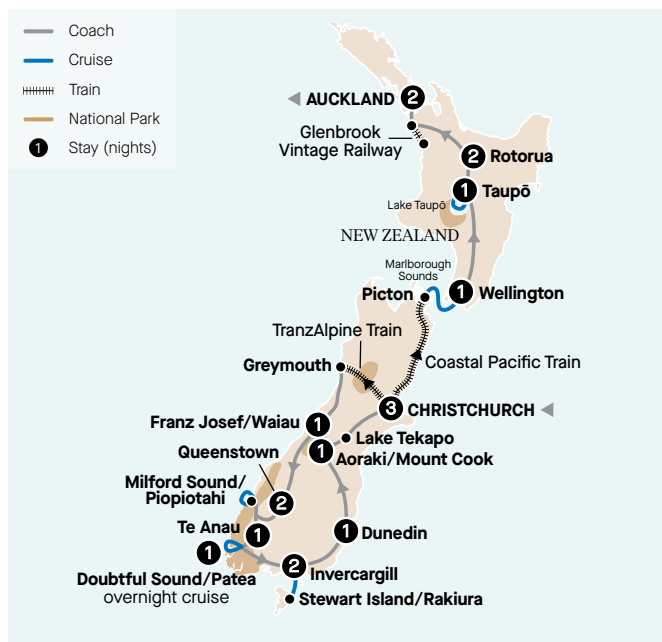 Coach
Cruise
Train
National Park
1 Stay (nights)
AUCKLAND 2
Glenbrook
Vintage Railway
2 Rotorua
1 Taupō
Lake Taupō
NEW ZEALAND
Marlborough
Sounds
Picton
1 Wellington
TranzAlpine Train
Greymouth
Coastal Pacific Train
3 CHRISTCHURCH
Franz Josef/Waiau 1
Lake Tekapo
Queenstown
1
Aoraki/Mount Cook
Milford Sound/
Piopiotahi
2
Te Anau
1
1 Dunedin
1
Doubtful Sound/Patea
overnight cruise
2 Invercargill
Stewart Island/Rakiura